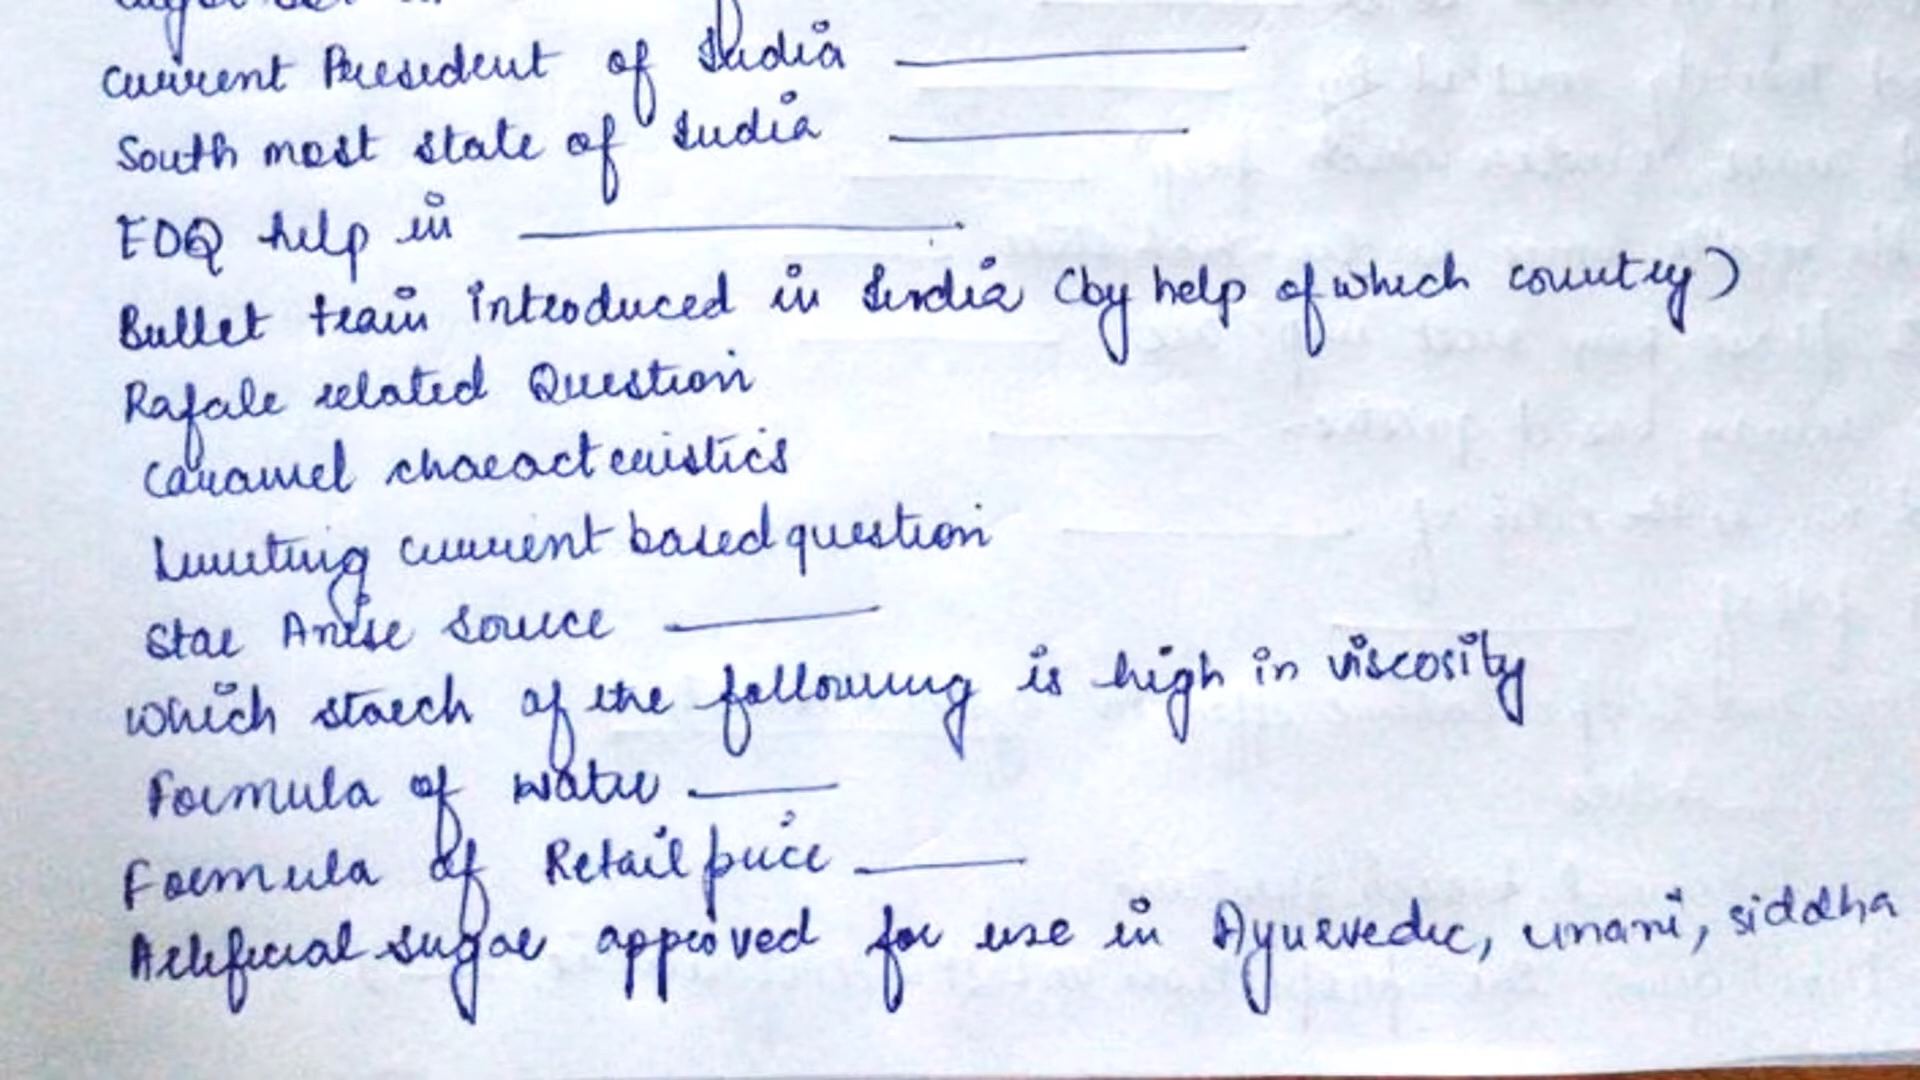 Current President of India
South most state of India
EOQ help in
Bullet train introduced in India (by help of which country)
Rafale related Question
Caramel characteristics
Limiting current based question
Star Anise source
Which starch of the following is high in viscosity
Formula of water
Formula of Retail price
Artificial sugar approved for use in Ayurvedic, unani, siddha